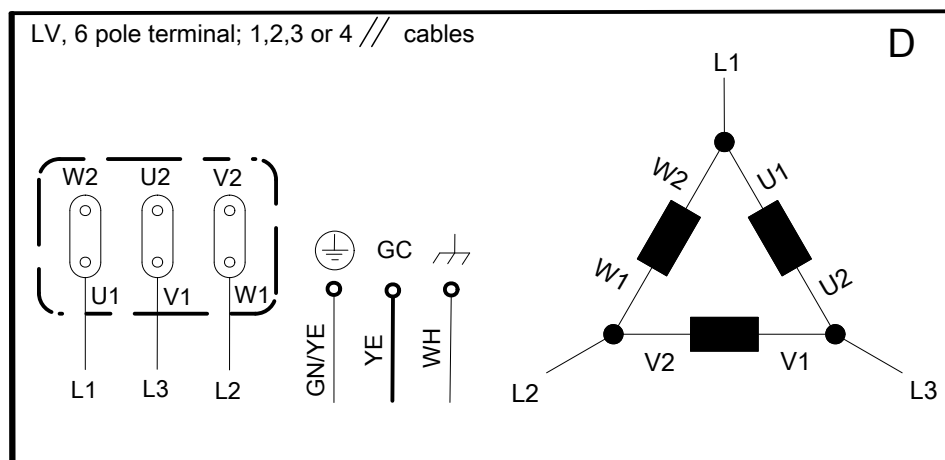 LV, 6 pole terminal; 1,2,3 or 4 // cables
D
W2 U2 V2
U1 V1 W1
L1 L3 L2
GC
GN/YE
YE
WH
L1
W2
U1
W1
U2
V2
V1
L2
L3